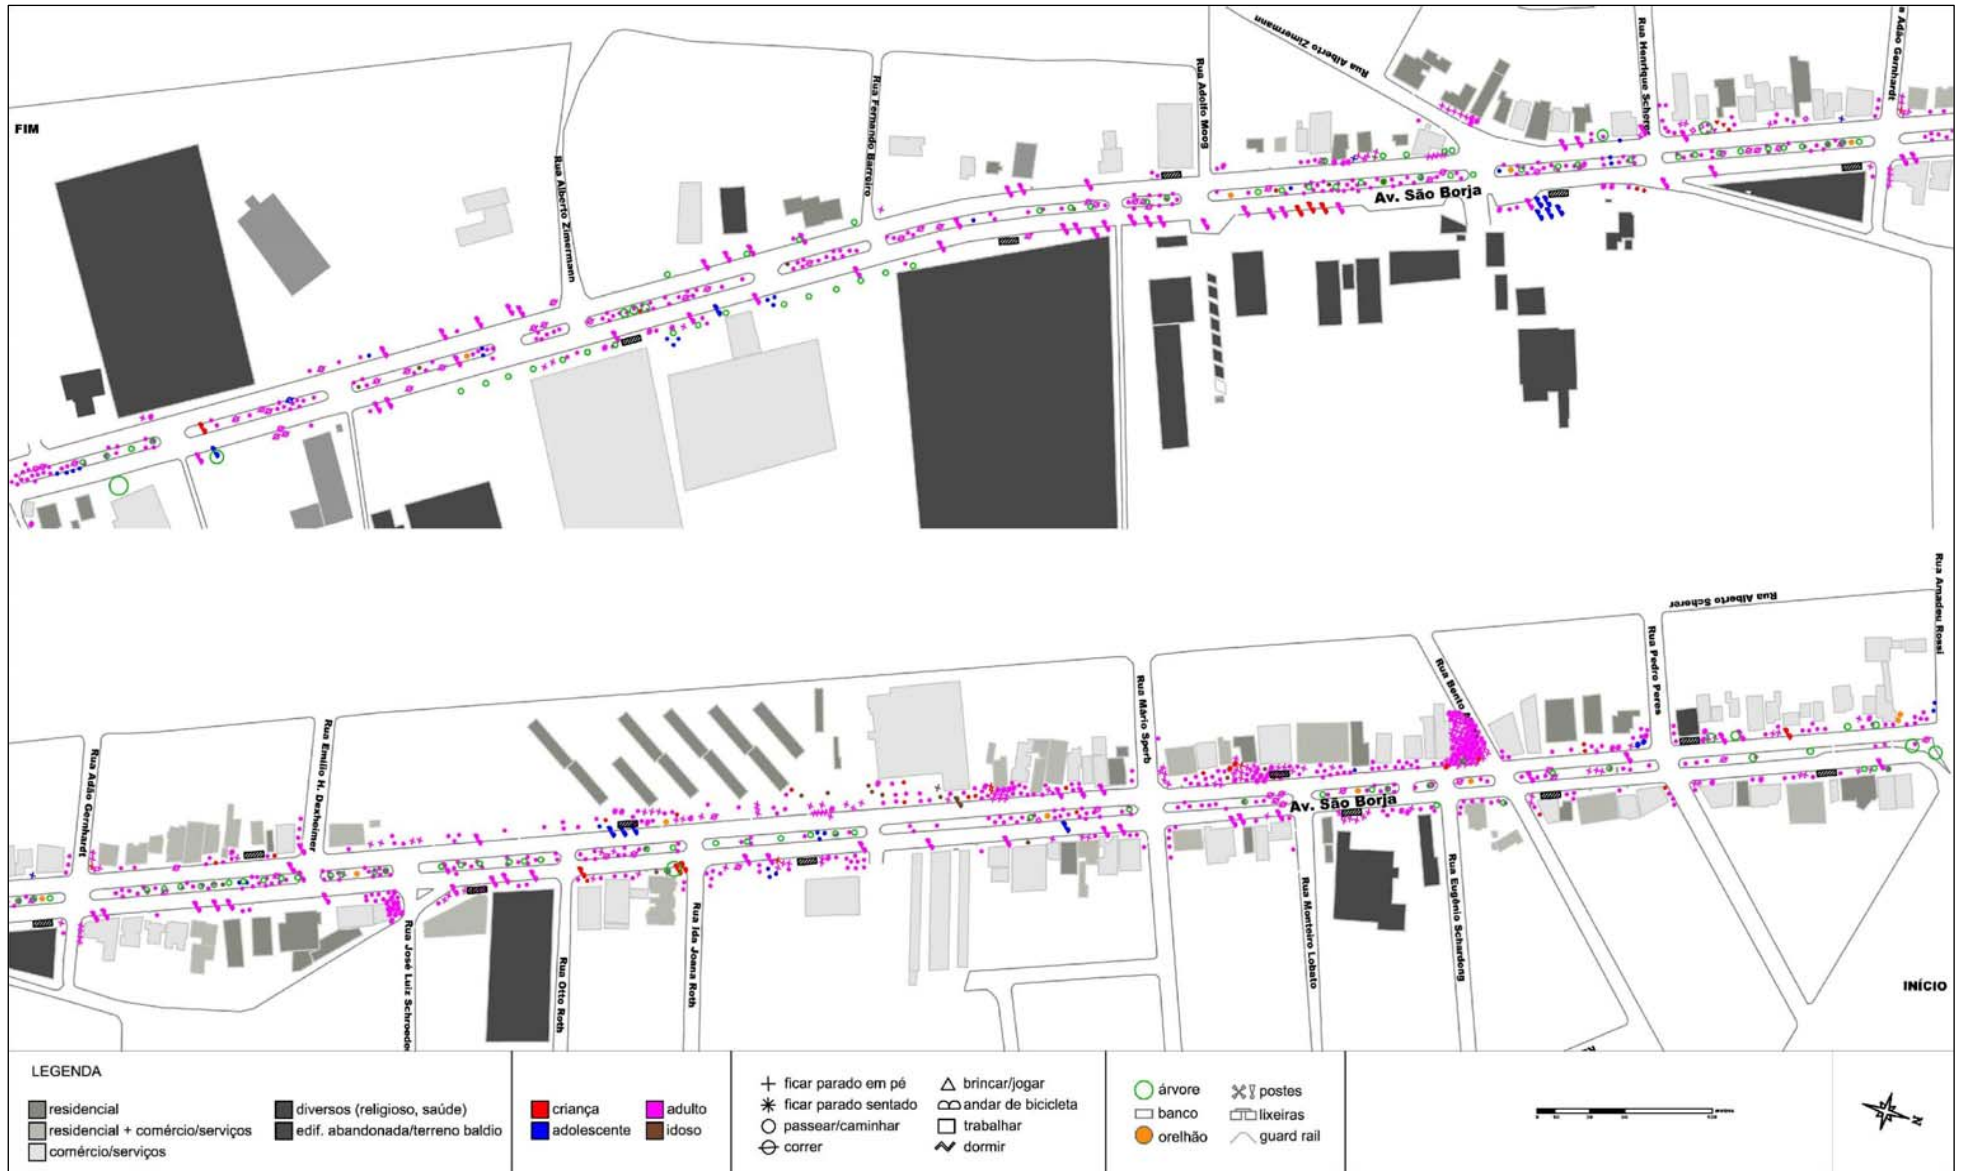 FIM
Rua Alberto Zimermann
Rua Fernando Barreiro
Rua Adolfo Moog
Rua Alberto Zimermann
Rua Henrique Scherer
Adão Gernhardt
Av. São Borja
Rua Adão Gernhardt
Rua Emilio H. Dexheimer
Rua José Luiz Schroeder
Rua Otto Roth
Rua Ida Joana Roth
Rua Mário Sperb
Av. São Borja
Rua Monteiro Lobato
Rua Eugênio Schardong
Rua Bento
Rua Pedro Peres
Rua Alberto Scherer
Rua Amadeu Rossi
INÍCIO
LEGENDA
residencial
residencial + comércio/serviços
comércio/serviços
diversos (religioso, saúde)
edif. abandonada/terreno baldio
criança
adolescente
adulto
idoso
ficar parado em pé
ficar parado sentado
passear/caminhar
correr
brincar/jogar
andar de bicicleta
trabalhar
dormir
árvore
banco
orelhão
postes
lixeiras
guard rail
N